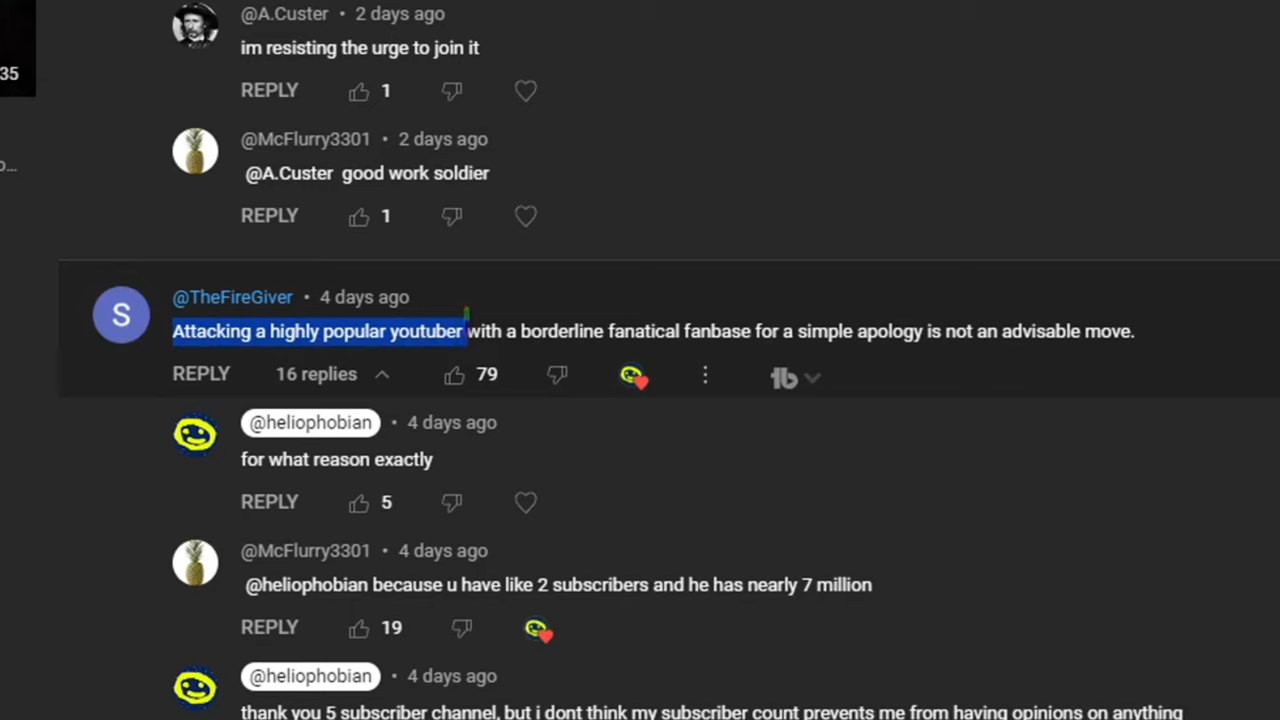 @A.Custer • 2 days ago
35
im resisting the urge to join it
REPLY 1
@McFlurry3301 • 2 days ago
o...
@A.Custer good work soldier
REPLY 1
S
@TheFireGiver • 4 days ago
Attacking a highly popular youtuber with a borderline fanatical fanbase for a simple apology is not an advisable move.
REPLY 16 replies 79 tb
@heliophobian • 4 days ago
for what reason exactly
REPLY 5
@McFlurry3301 • 4 days ago
@heliophobian because u have like 2 subscribers and he has nearly 7 million
REPLY 19
@heliophobian • 4 days ago
thank you 5 subscriber channel, but i dont think my subscriber count prevents me from having opinions on anything